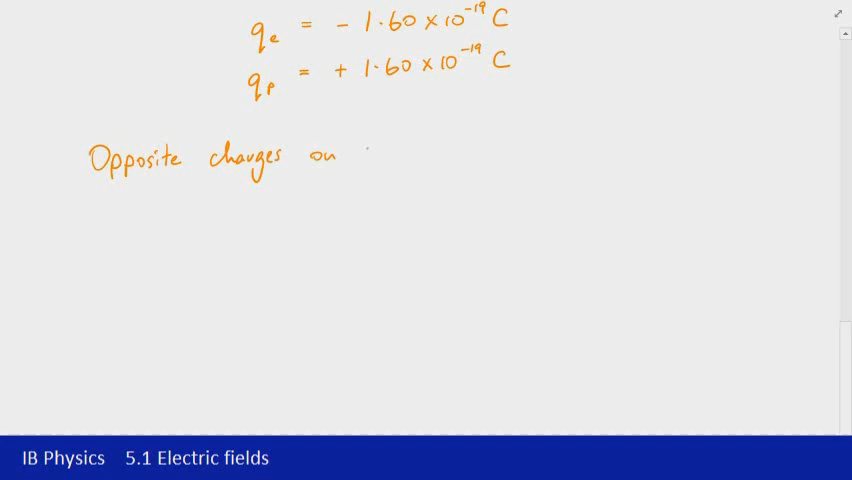 qₑ = - 1.60 × 10⁻¹⁹ C
qₚ = + 1.60 × 10⁻¹⁹ C
Opposite charges on
IB Physics 5.1 Electric fields